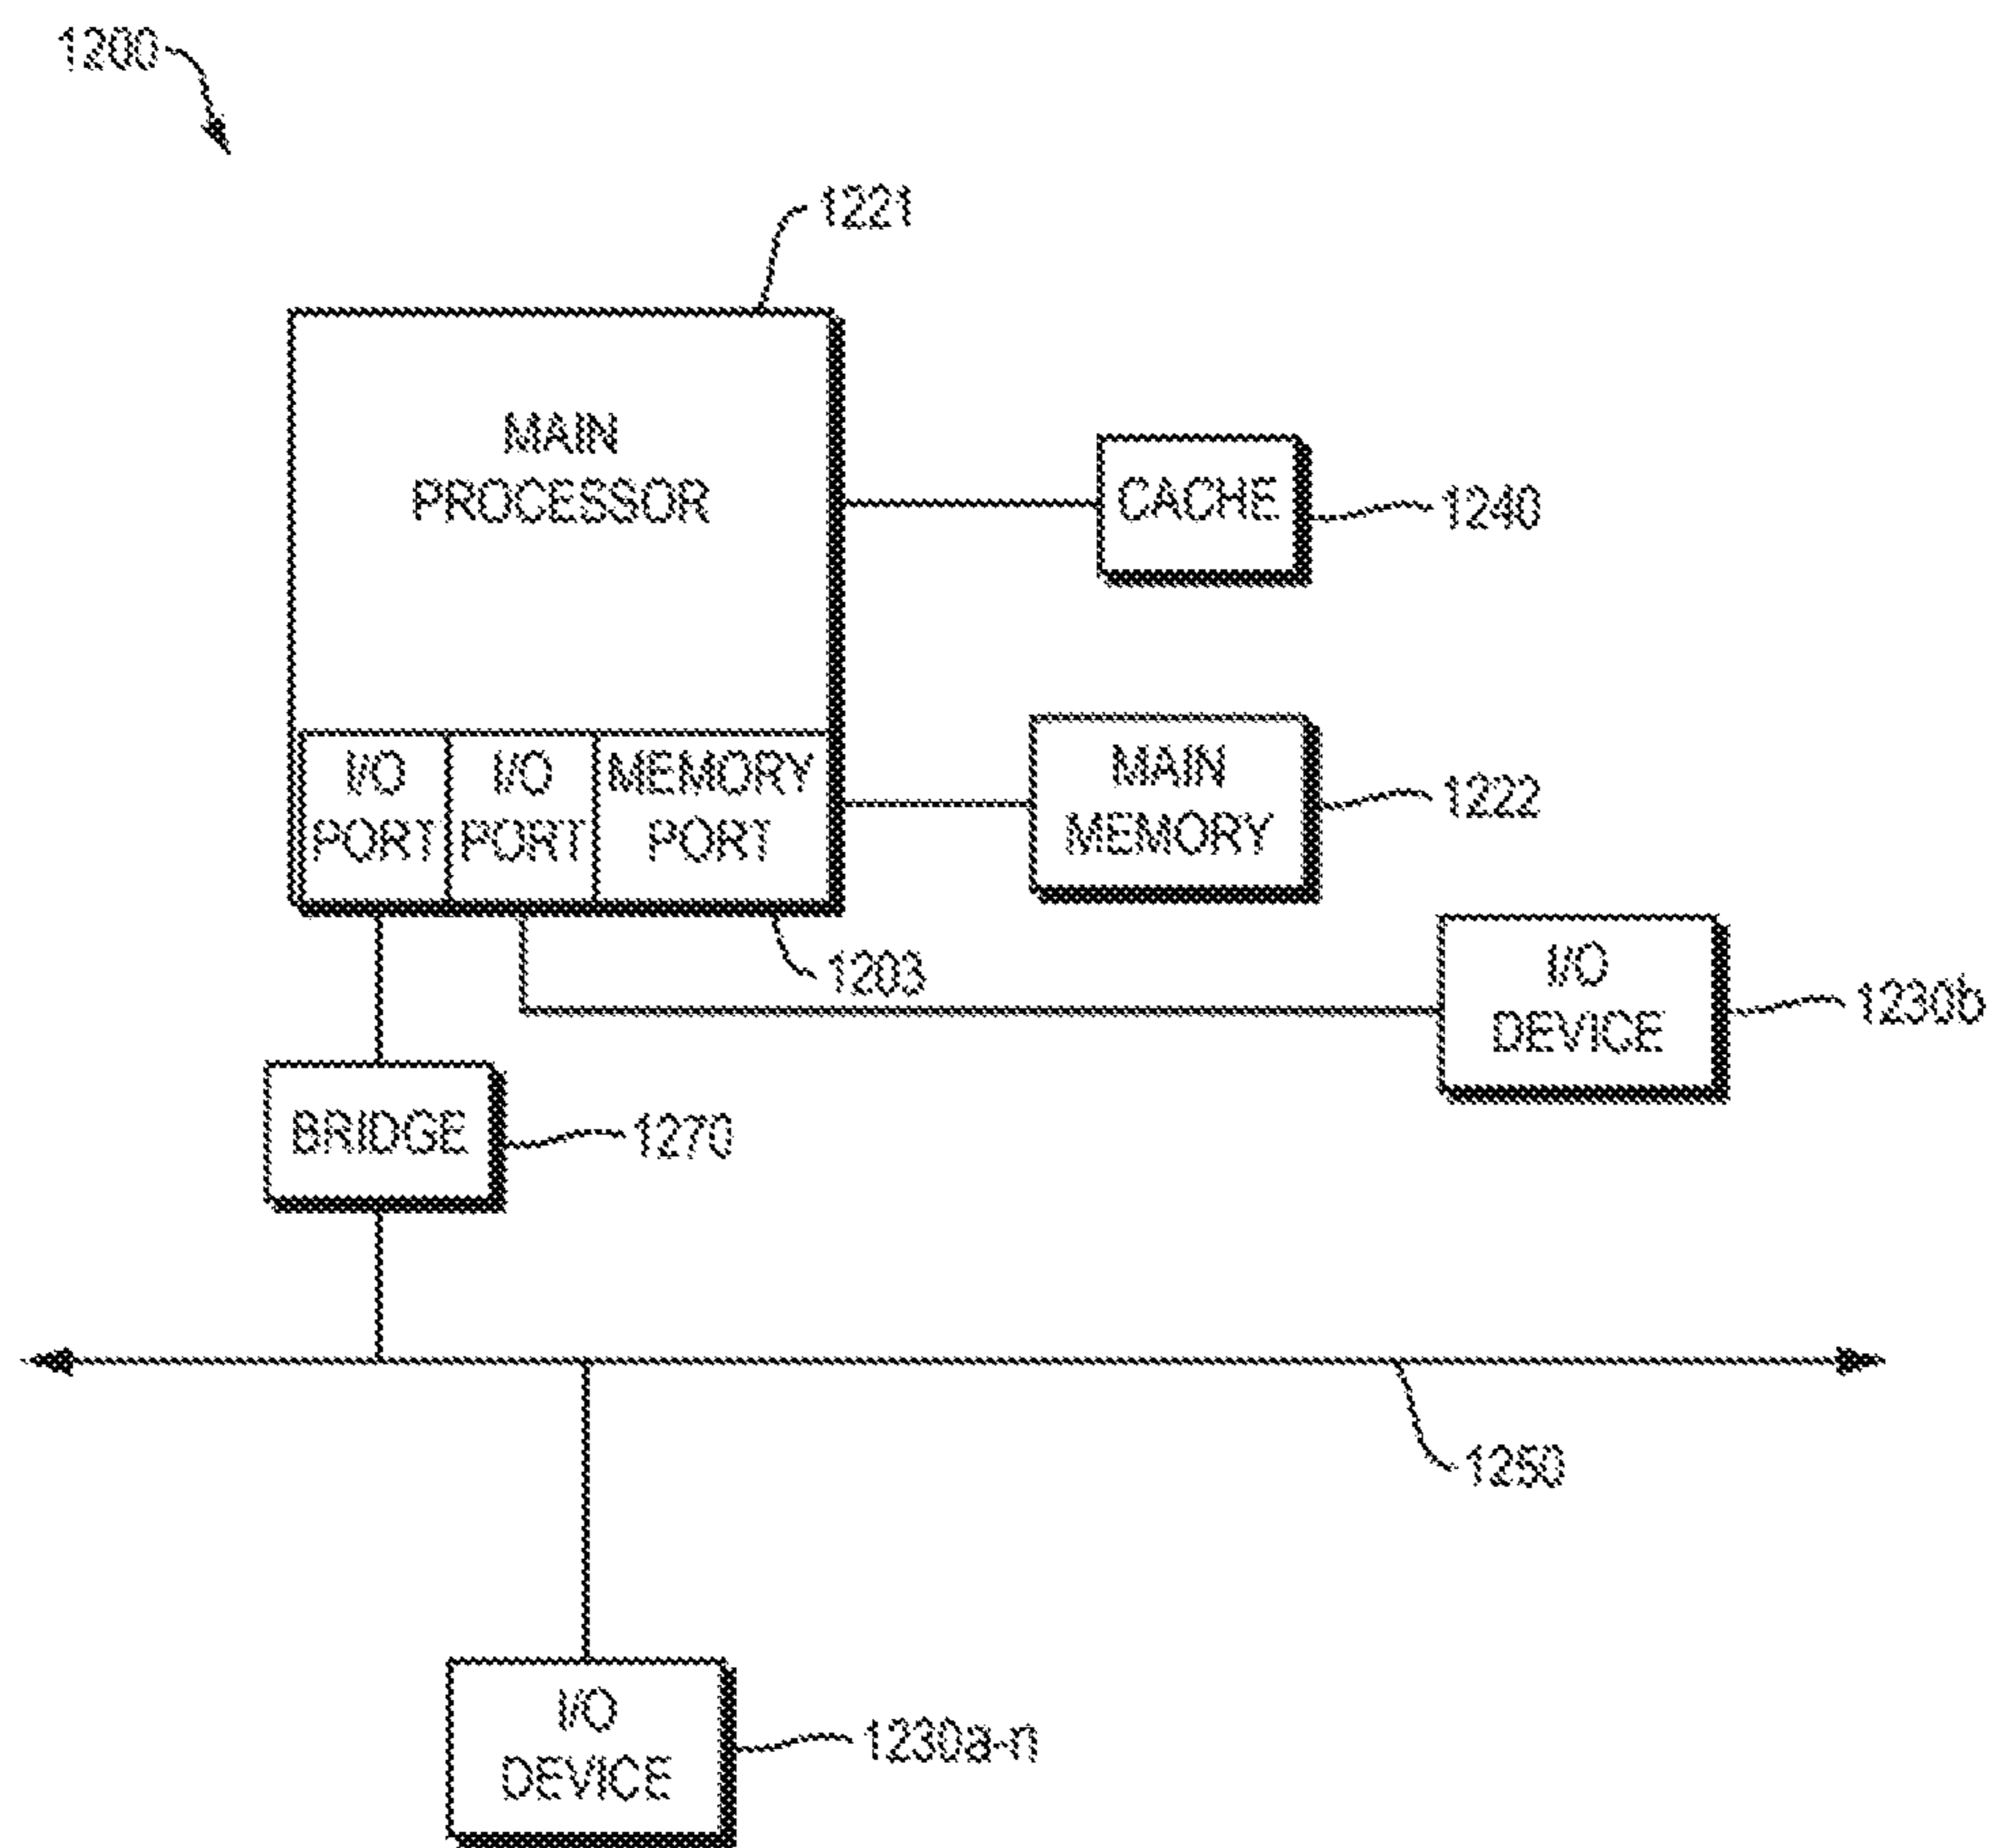 1200
1221
MAIN
PROCESSOR
CACHE
1240
I/O
PORT
I/O
PORT
MEMORY
PORT
MAIN
MEMORY
1222
1203
I/O
DEVICE
1230b
BRIDGE
1270
1250
I/O
DEVICE
1230a-n